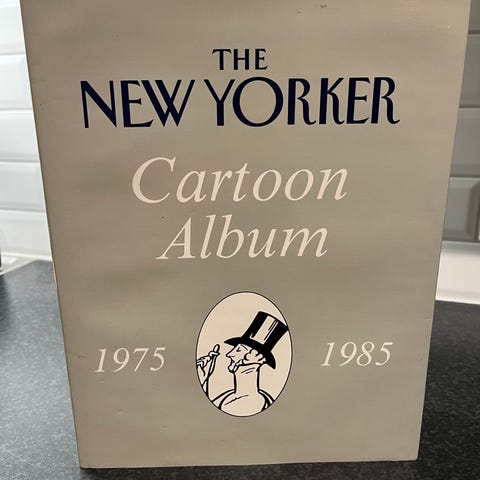 THE
NEW YORKER
Cartoon
Album
1975 1985